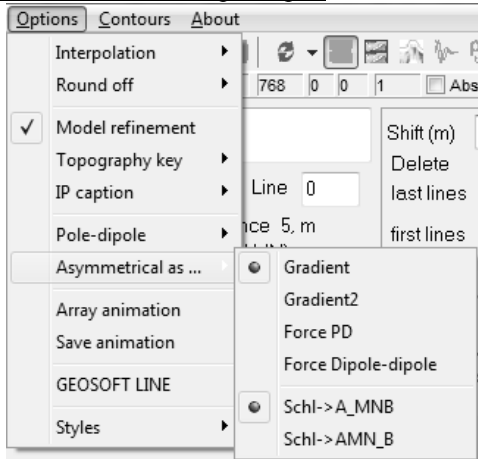 Options Contours About
Interpolation
Round off
768 0 0 1 Abs
Model refinement
Shift (m)
Topography key
Delete
IP caption
Line 0
last lines
Pole-dipole
nce 5, m
first lines
Asymmetrical as ...
Gradient
Gradient2
Array animation
Force PD
Save animation
Force Dipole-dipole
GEOSOFT LINE
Schl->A_MNB
Styles
Schl->AMN_B